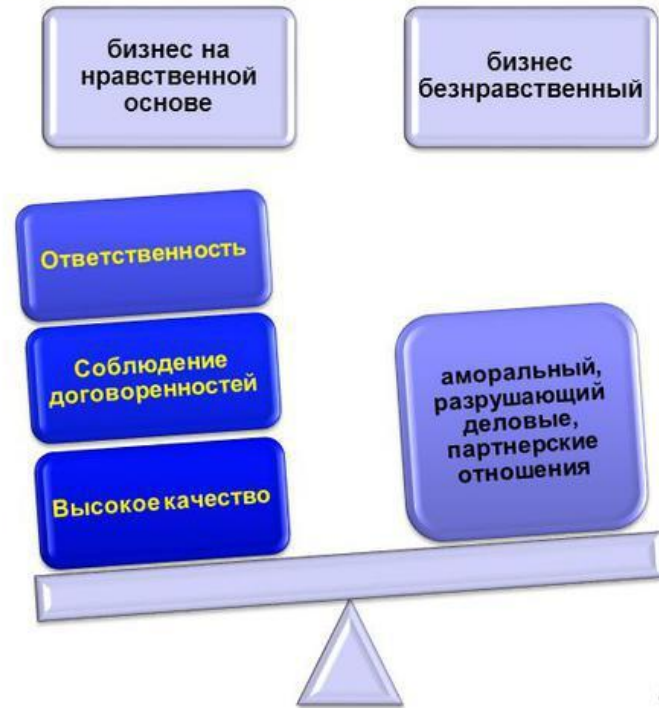 бизнес на
нравственной
основе
бизнес
безнравственный
Ответственность
Соблюдение
договоренностей
Высокое качество
аморальный,
разрушающий
деловые,
партнерские
отношения